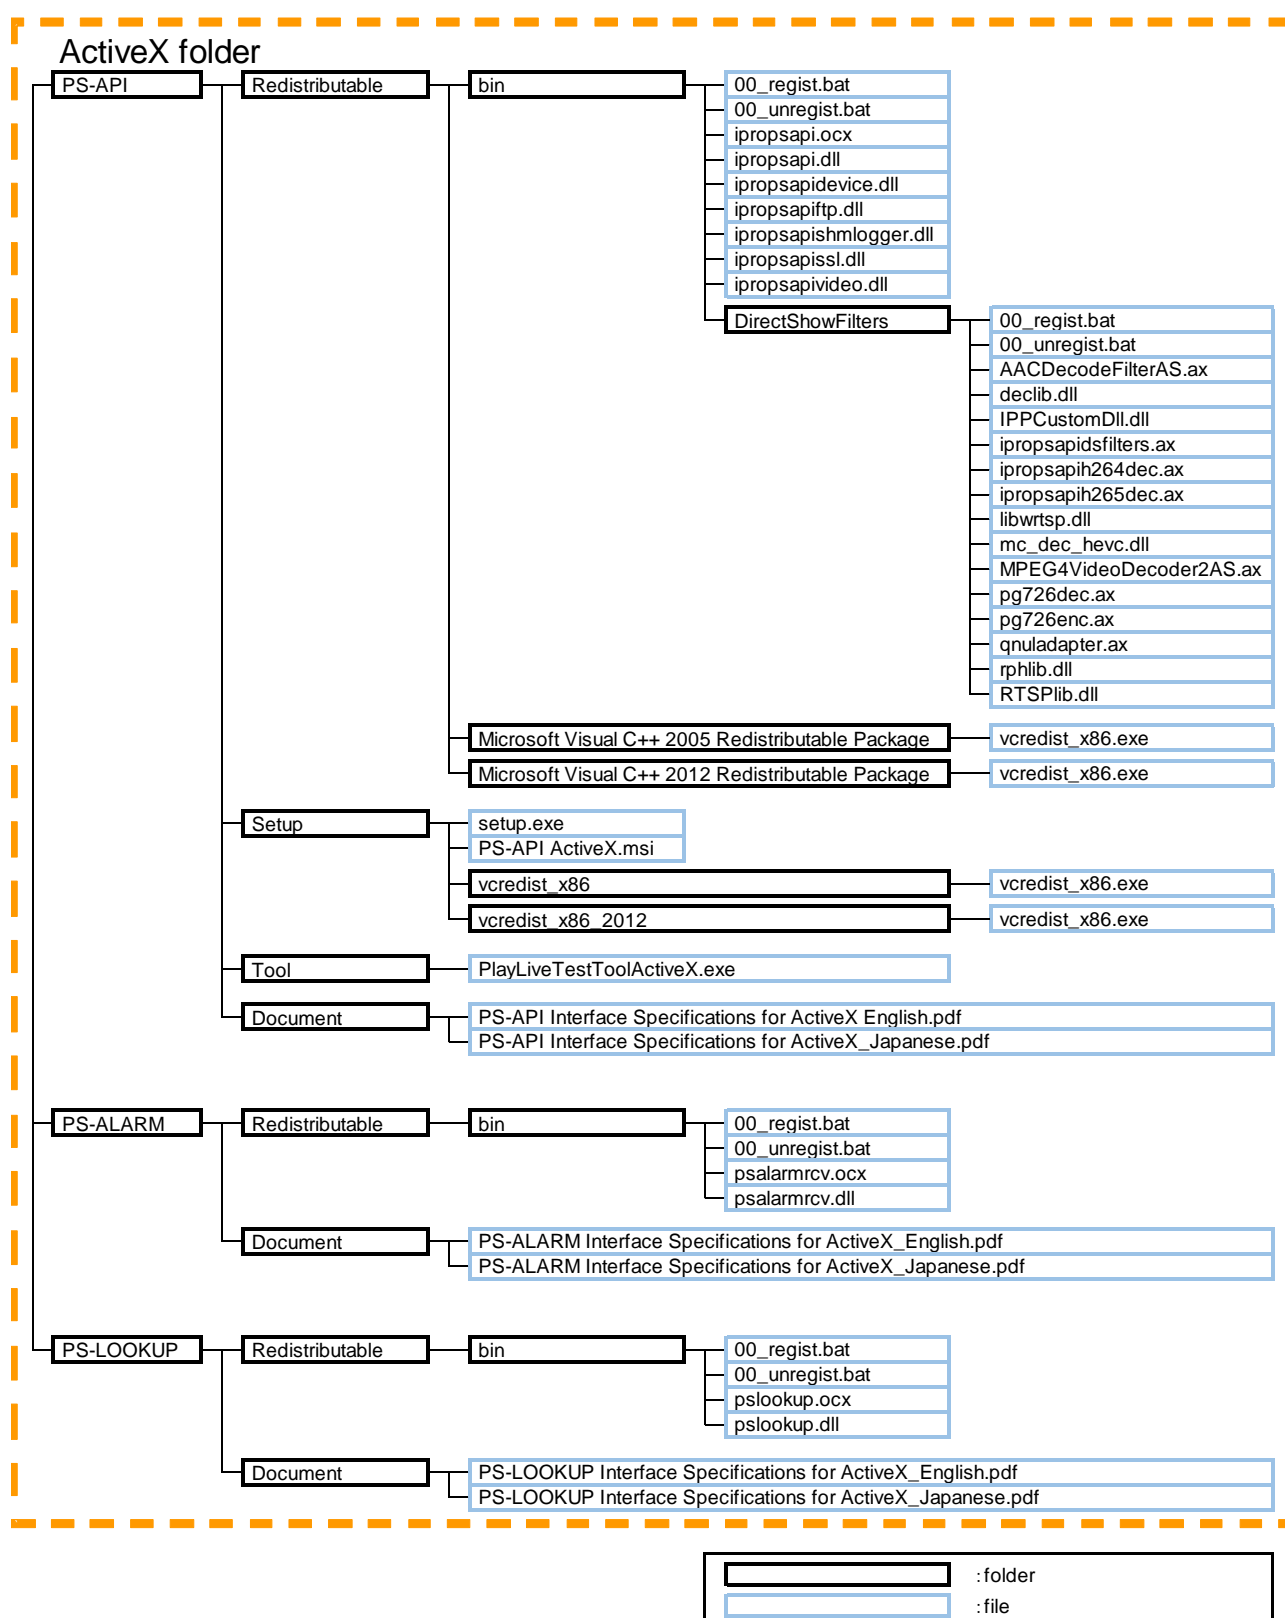 ActiveX folder
PS-API
Redistributable
bin
00_regist.bat
00_unregist.bat
ipropsapi.ocx
ipropsapi.dll
ipropsapidevice.dll
ipropsapiftp.dll
ipropsapishmlogger.dll
ipropsapissl.dll
ipropsapivideo.dll
DirectShowFilters
00_regist.bat
00_unregist.bat
AACDecodeFilterAS.ax
declib.dll
IPPCustomDll.dll
ipropsapidsfilters.ax
ipropsapih264dec.ax
ipropsapih265dec.ax
libwrtsp.dll
mc_dec_hevc.dll
MPEG4VideoDecoder2AS.ax
pg726dec.ax
pg726enc.ax
qnuladapter.ax
rphlib.dll
RTSPlib.dll
Microsoft Visual C++ 2005 Redistributable Package
vcredist_x86.exe
Microsoft Visual C++ 2012 Redistributable Package
vcredist_x86.exe
Setup
setup.exe
PS-API ActiveX.msi
vcredist_x86
vcredist_x86.exe
vcredist_x86_2012
vcredist_x86.exe
Tool
PlayLiveTestToolActiveX.exe
Document
PS-API Interface Specifications for ActiveX English.pdf
PS-API Interface Specifications for ActiveX_Japanese.pdf
PS-ALARM
Redistributable
bin
00_regist.bat
00_unregist.bat
psalarmrcv.ocx
psalarmrcv.dll
Document
PS-ALARM Interface Specifications for ActiveX_English.pdf
PS-ALARM Interface Specifications for ActiveX_Japanese.pdf
PS-LOOKUP
Redistributable
bin
00_regist.bat
00_unregist.bat
pslookup.ocx
pslookup.dll
Document
PS-LOOKUP Interface Specifications for ActiveX_English.pdf
PS-LOOKUP Interface Specifications for ActiveX_Japanese.pdf
:folder
:file